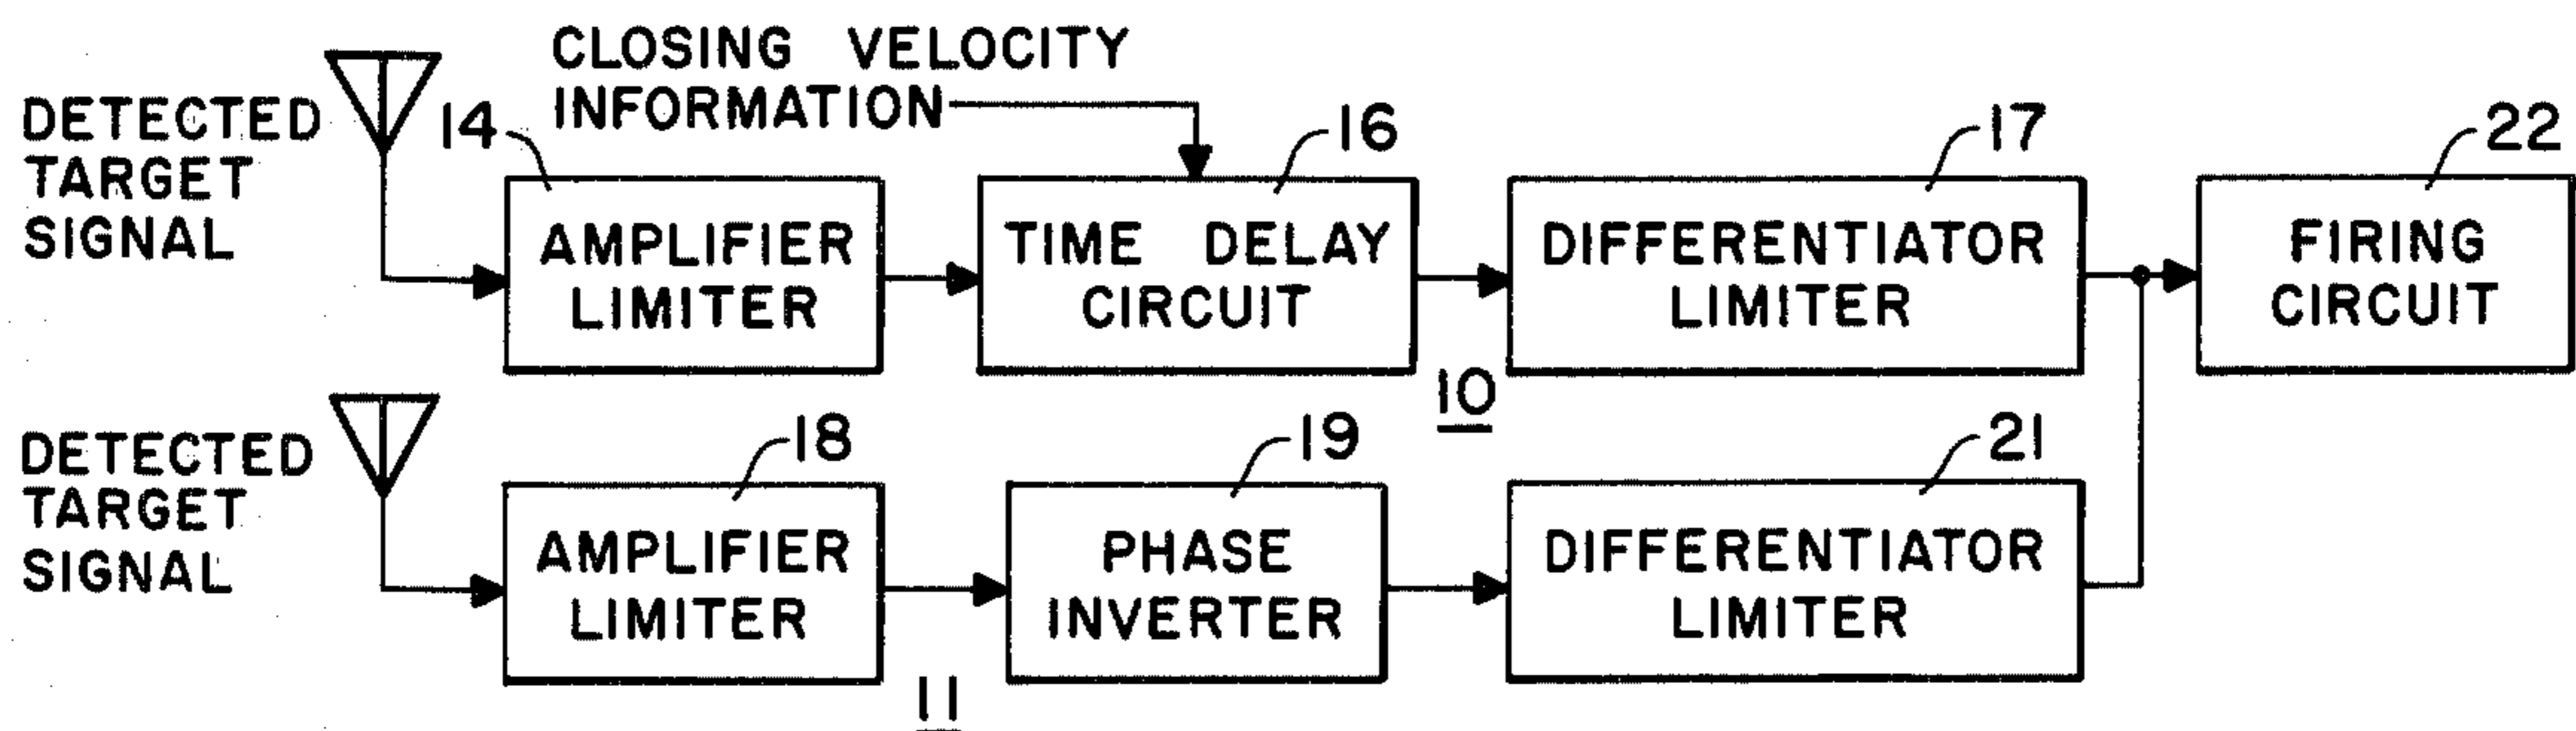 CLOSING VELOCITY
INFORMATION
DETECTED
TARGET
SIGNAL
14
16
17
22
AMPLIFIER
LIMITER
TIME DELAY
CIRCUIT
DIFFERENTIATOR
LIMITER
FIRING
CIRCUIT
10
DETECTED
TARGET
SIGNAL
18
19
21
AMPLIFIER
LIMITER
PHASE
INVERTER
DIFFERENTIATOR
LIMITER
11